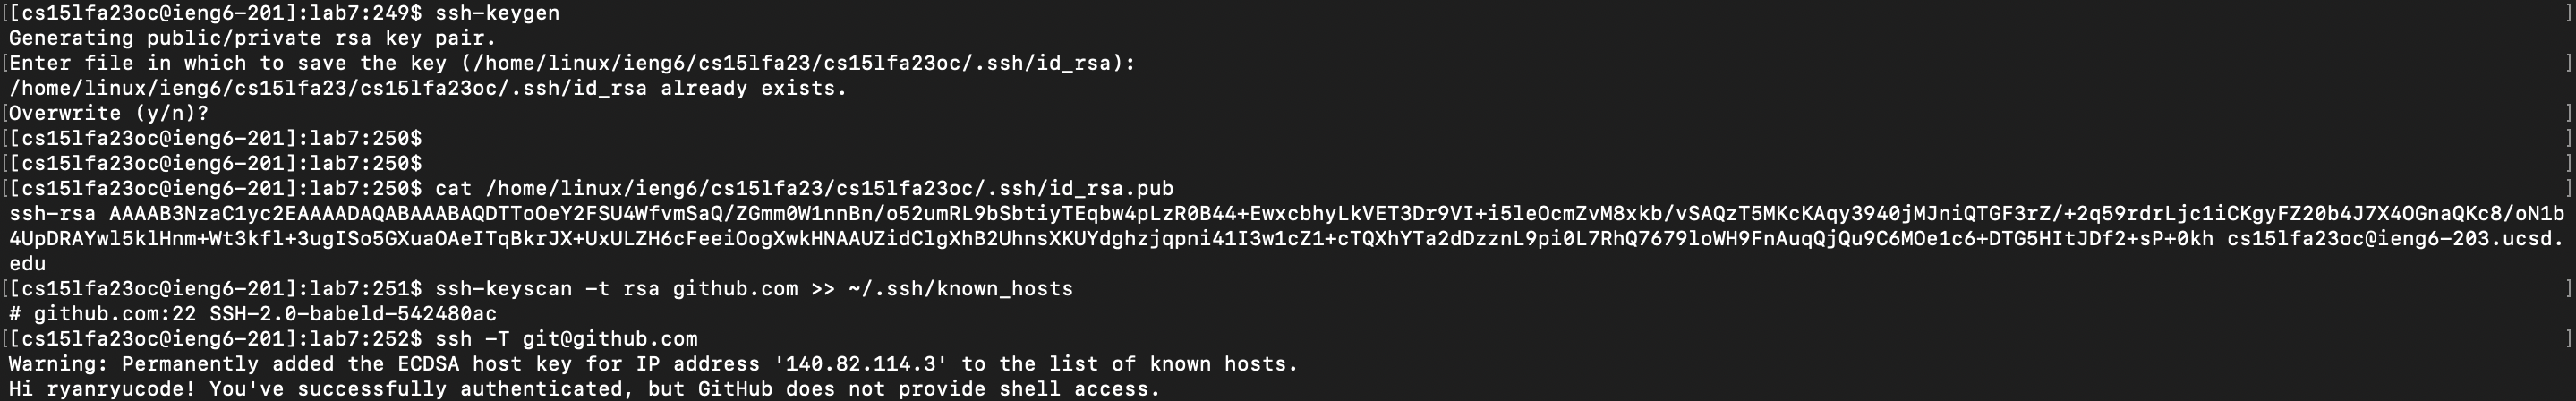 [[cs15lfa23oc@ieng6-201]:lab7:249$ ssh-keygen ]
Generating public/private rsa key pair.
[Enter file in which to save the key (/home/linux/ieng6/cs15lfa23/cs15lfa23oc/.ssh/id_rsa): ]
/home/linux/ieng6/cs15lfa23/cs15lfa23oc/.ssh/id_rsa already exists.
[Overwrite (y/n)? ]
[[cs15lfa23oc@ieng6-201]:lab7:250$ ]
[[cs15lfa23oc@ieng6-201]:lab7:250$ ]
[[cs15lfa23oc@ieng6-201]:lab7:250$ cat /home/linux/ieng6/cs15lfa23/cs15lfa23oc/.ssh/id_rsa.pub ]
ssh-rsa AAAAB3NzaC1yc2EAAAADAQABAAABAQDTToOeY2FSU4WfvmSaQ/ZGmm0W1nnBn/o52umRL9bSbtiyTEqbw4pLzR0B44+EwxcbhyLkVET3Dr9VI+i5leOcmZvM8xkb/vSAQzT5MKcKAqy3940jMJniQTGF3rZ/+2q59rdrLjc1iCKgyFZ20b4J7X4OGnaQKc8/oN1b
4UpDRAYwl5klHnm+Wt3kfl+3ugISo5GXuaOAeITqBkrJX+UxULZH6cFeeiOogXwkHNAAUZidClgXhB2UhnsXKUYdghzjqpni41I3w1cZ1+cTQXhYTa2dDzznL9pi0L7RhQ7679loWH9FnAuqQjQu9C6MOe1c6+DTG5HItJDf2+sP+0kh cs15lfa23oc@ieng6-203.ucsd.
edu
[[cs15lfa23oc@ieng6-201]:lab7:251$ ssh-keyscan -t rsa github.com >> ~/.ssh/known_hosts ]
# github.com:22 SSH-2.0-babeld-542480ac
[[cs15lfa23oc@ieng6-201]:lab7:252$ ssh -T git@github.com ]
Warning: Permanently added the ECDSA host key for IP address '140.82.114.3' to the list of known hosts.
Hi ryanryucode! You've successfully authenticated, but GitHub does not provide shell access.